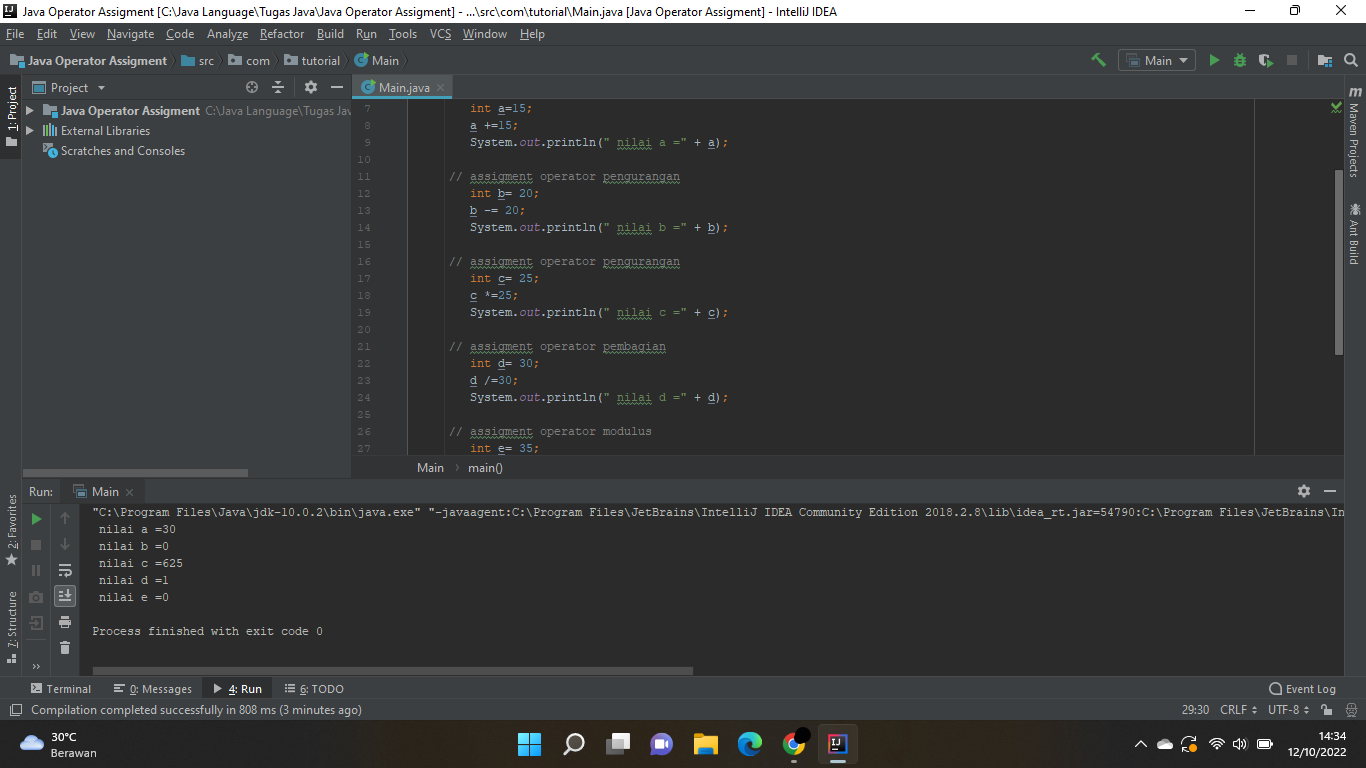 Java Operator Assigment [C:\Java Language\Tugas Java\Java Operator Assigment] - ...\src\com\tutorial\Main.java [Java Operator Assigment] - IntelliJ IDEA
File Edit View Navigate Code Analyze Refactor Build Run Tools VCS Window Help
Java Operator Assigment src com tutorial Main
Main
1: Project
Project
Java Operator Assigment C:\Java Language\Tugas Jav
External Libraries
Scratches and Consoles
Main.java
7 int a=15;
8 a +=15;
9 System.out.println(" nilai a =" + a);
10
11 // assigment operator pengurangan
12 int b= 20;
13 b -= 20;
14 System.out.println(" nilai b =" + b);
15
16 // assigment operator pengurangan
17 int c= 25;
18 c *=25;
19 System.out.println(" nilai c =" + c);
20
21 // assigment operator pembagian
22 int d= 30;
23 d /=30;
24 System.out.println(" nilai d =" + d);
25
26 // assigment operator modulus
27 int e= 35;
Main main()
Maven Projects
Ant Build
Run: Main
2: Favorites
7: Structure
"C:\Program Files\Java\jdk-10.0.2\bin\java.exe" "-javaagent:C:\Program Files\JetBrains\IntelliJ IDEA Community Edition 2018.2.8\lib\idea_rt.jar=54790:C:\Program Files\JetBrains\In
nilai a =30
nilai b =0
nilai c =625
nilai d =1
nilai e =0
Process finished with exit code 0
Terminal 0: Messages 4: Run 6: TODO Event Log
Compilation completed successfully in 808 ms (3 minutes ago) 29:30 CRLF UTF-8
30°C
Berawan
14:34
12/10/2022